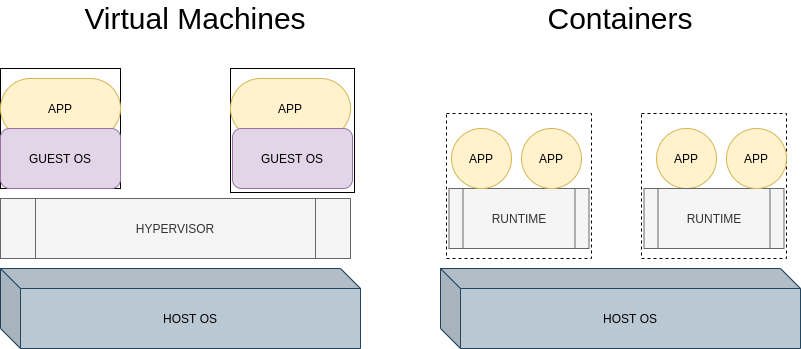 Virtual Machines
Containers
APP
APP
GUEST OS
GUEST OS
HYPERVISOR
HOST OS
APP
APP
APP
APP
RUNTIME
RUNTIME
HOST OS